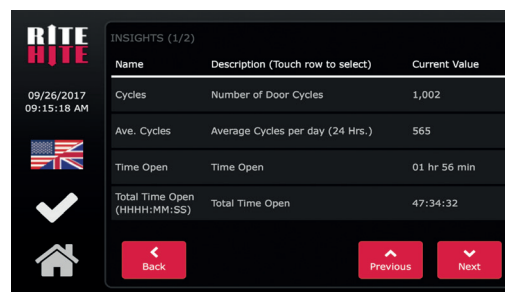 RITE
HITE
09/26/2017
09:15:18 AM
INSIGHTS (1/2)
Name Description (Touch row to select) Current Value
Cycles Number of Door Cycles 1,002
Ave. Cycles Average Cycles per day (24 Hrs.) 565
Time Open Time Open 01 hr 56 min
Total Time Open
(HHHH:MM:SS) Total Time Open 47:34:32
Back Previous Next